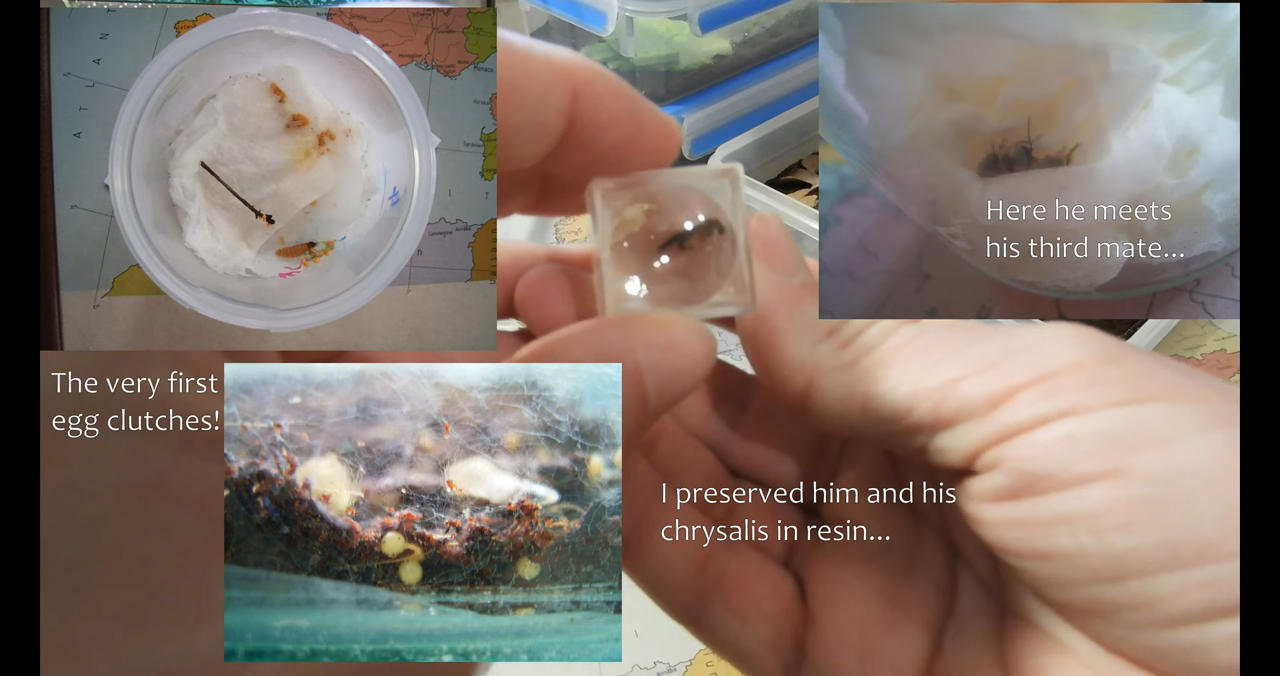 The very first
egg clutches!
Here he meets
his third mate...
I preserved him and his
chrysalis in resin...